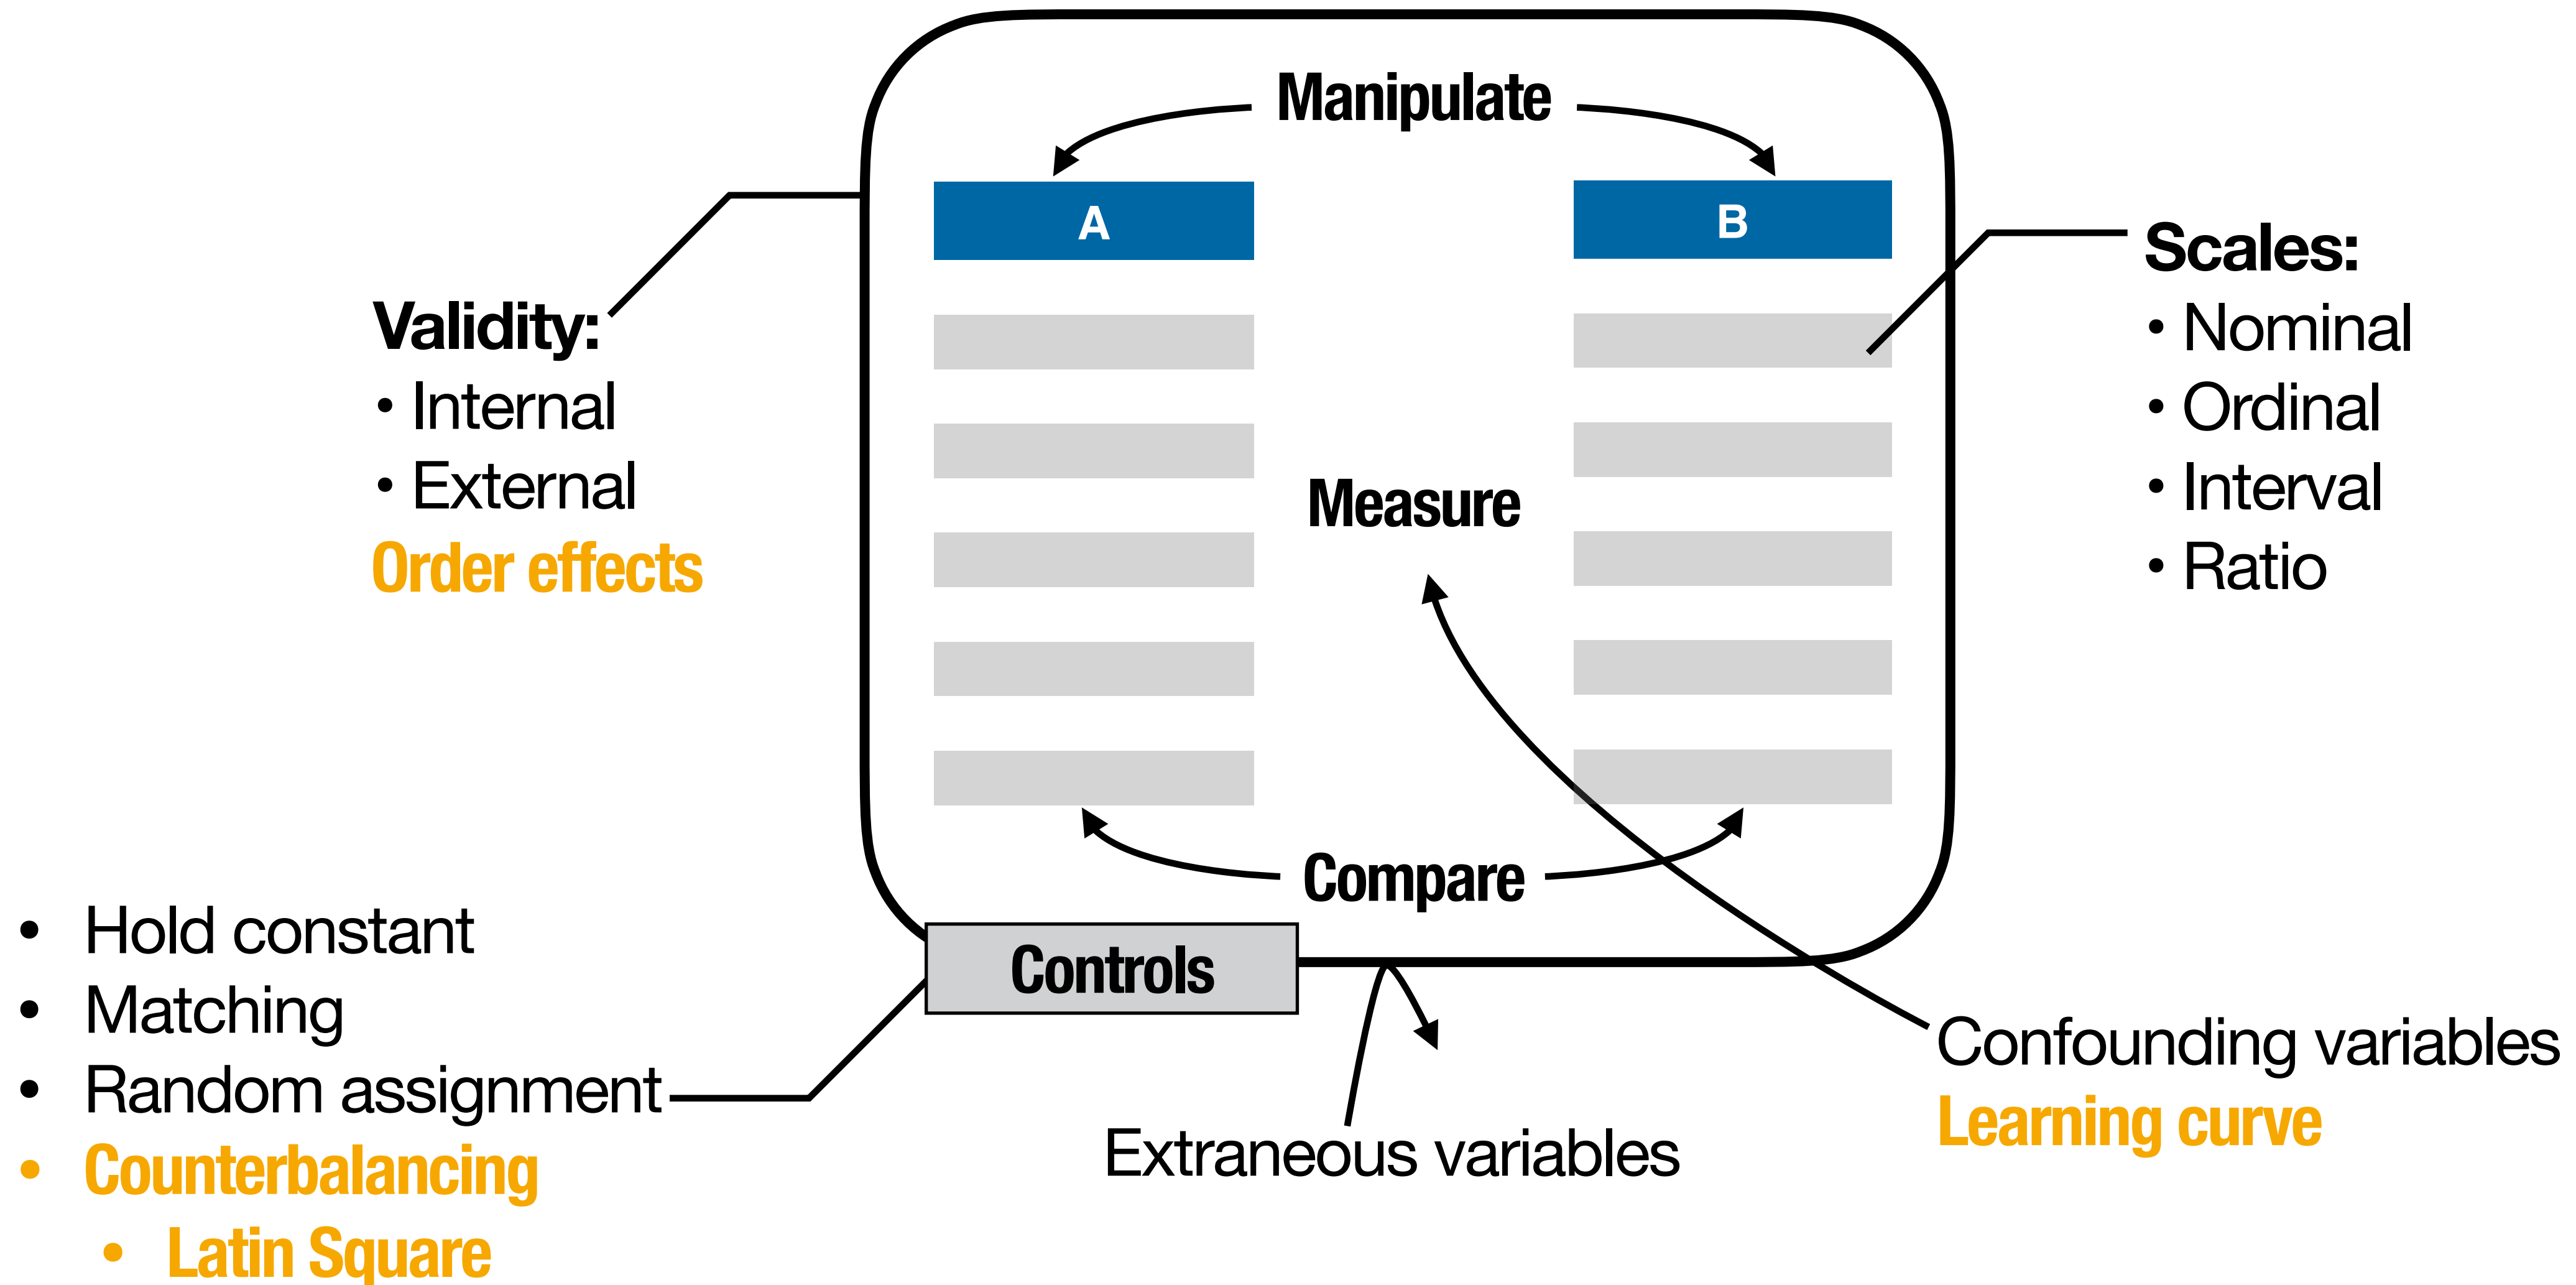 Manipulate
A
B
Validity:
• Internal
• External
Order effects
Measure
Scales:
• Nominal
• Ordinal
• Interval
• Ratio
Compare
Controls
• Hold constant
• Matching
• Random assignment
• Counterbalancing
• Latin Square
Extraneous variables
Confounding variables
Learning curve